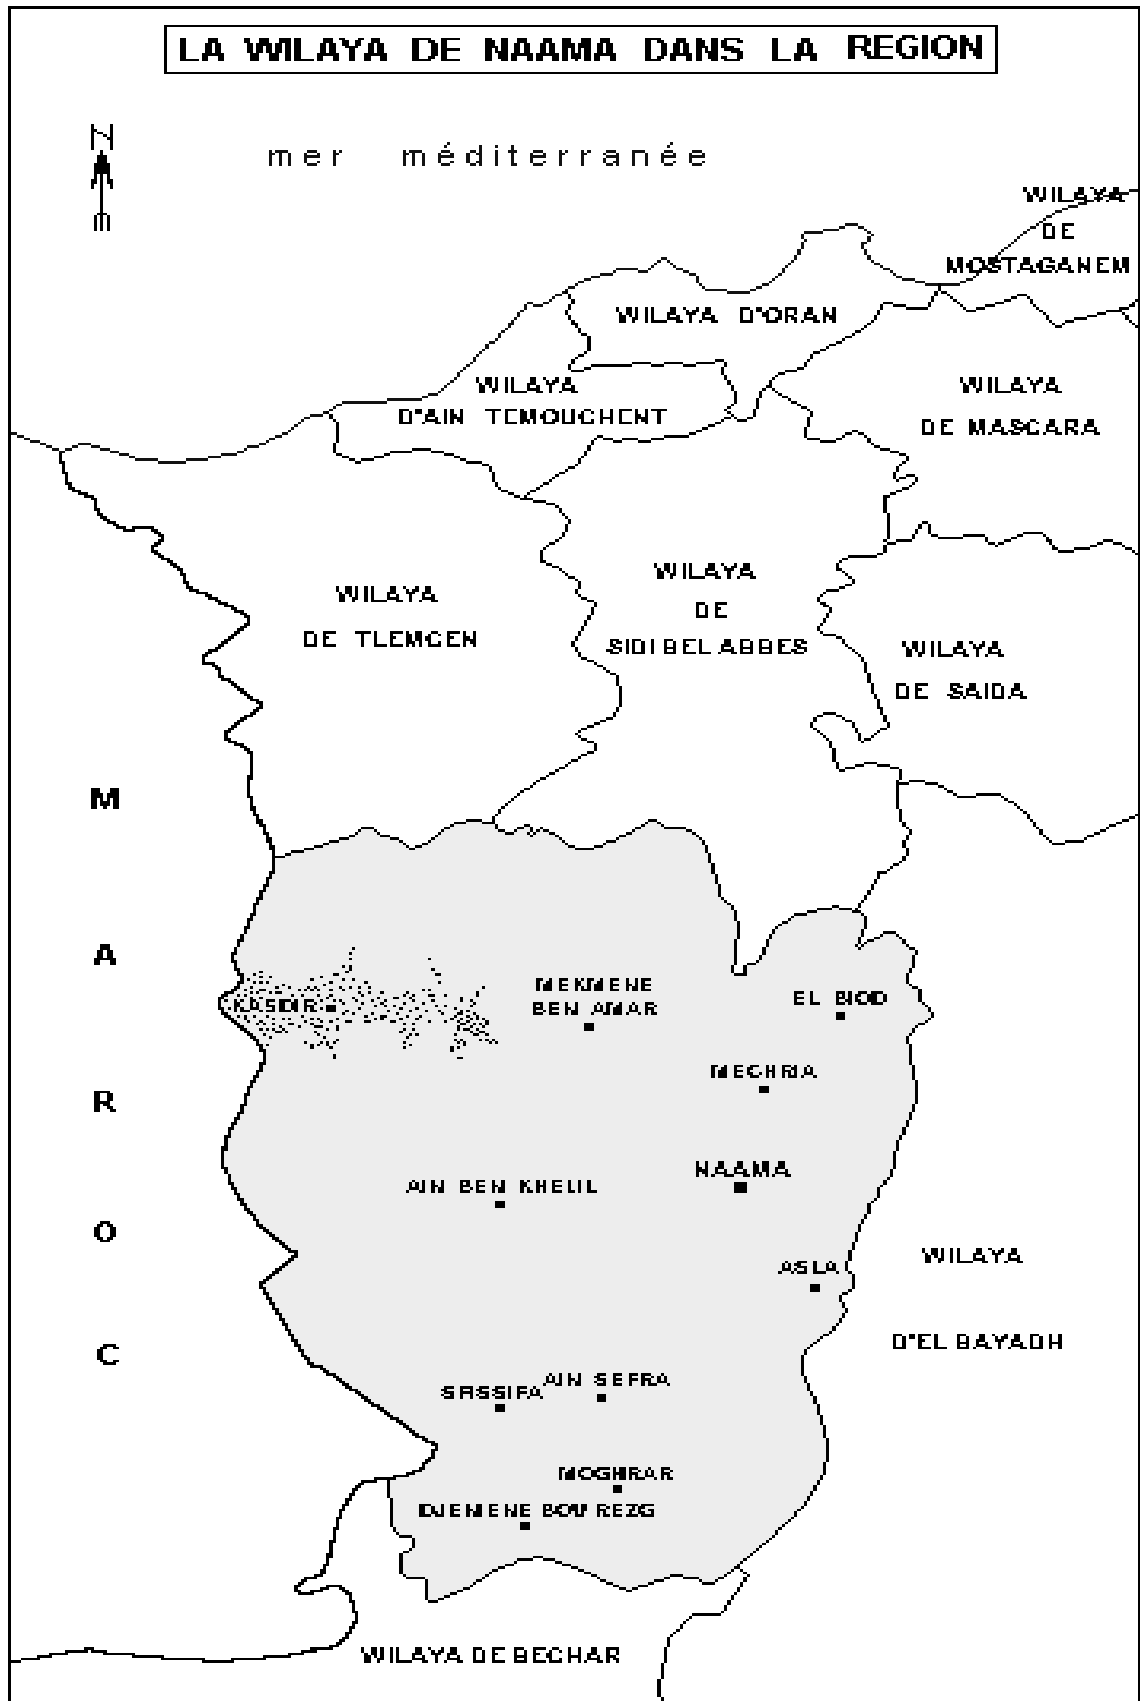 LA WILAYA DE NAAMA DANS LA REGION
N
mer méditerranée
WILAYA
DE
MOSTAGANEM
WILAYA D'ORAN
WILAYA
D'AIN TEMOUCHENT
WILAYA
DE MASCARA
WILAYA
DE TLEMCEN
WILAYA
DE
SIDI BEL ABBES
WILAYA
DE SAIDA
M
A
R
O
C
KASDIR
MEKMENE
BEN AMAR
EL BIOD
MECHRIA
NAAMA
AIN BEN KHELIL
ASLA
WILAYA
D'EL BAYADH
AIN SEFRA
SFISSIFA
MOGHRAR
DJENIENE BOU REZG
WILAYA DE BECHAR